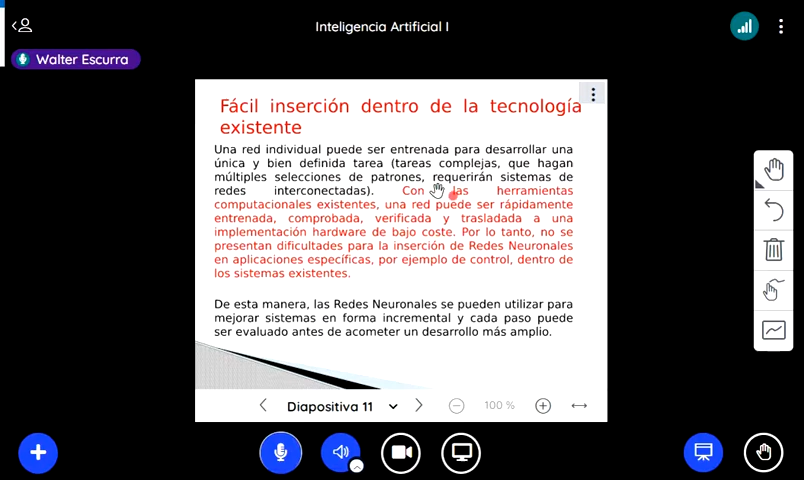 Inteligencia Artificial I
Walter Escurra
Fácil inserción dentro de la tecnología
existente
Una red individual puede ser entrenada para desarrollar una
única y bien definida tarea (tareas complejas, que hagan
múltiples selecciones de patrones, requerirán sistemas de
redes interconectadas). Con las herramientas
computacionales existentes, una red puede ser rápidamente
entrenada, comprobada, verificada y trasladada a una
implementación hardware de bajo coste. Por lo tanto, no se
presentan dificultades para la inserción de Redes Neuronales
en aplicaciones específicas, por ejemplo de control, dentro de
los sistemas existentes.
De esta manera, las Redes Neuronales se pueden utilizar para
mejorar sistemas en forma incremental y cada paso puede
ser evaluado antes de acometer un desarrollo más amplio.
Diapositiva 11
100 %